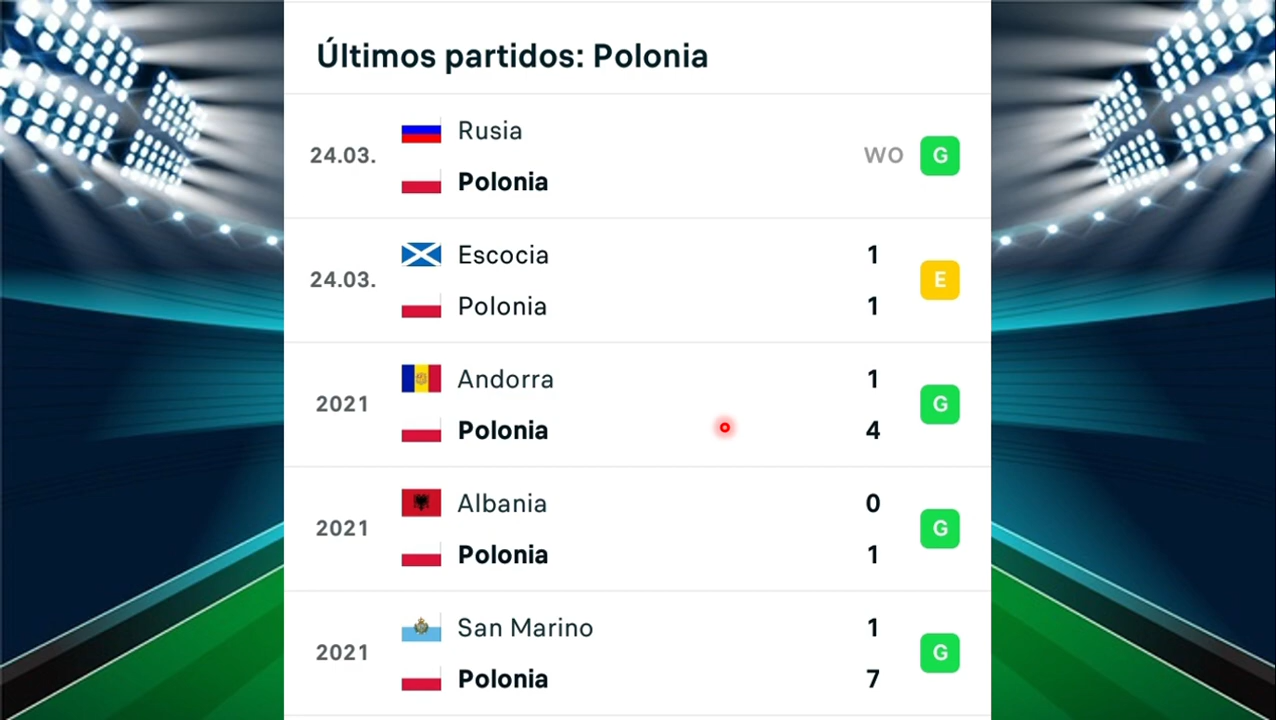 Últimos partidos: Polonia
24.03.
Rusia
Polonia
WO
G
24.03.
Escocia
1
Polonia
1
E
2021
Andorra
1
Polonia
4
G
2021
Albania
0
Polonia
1
G
2021
San Marino
1
Polonia
7
G